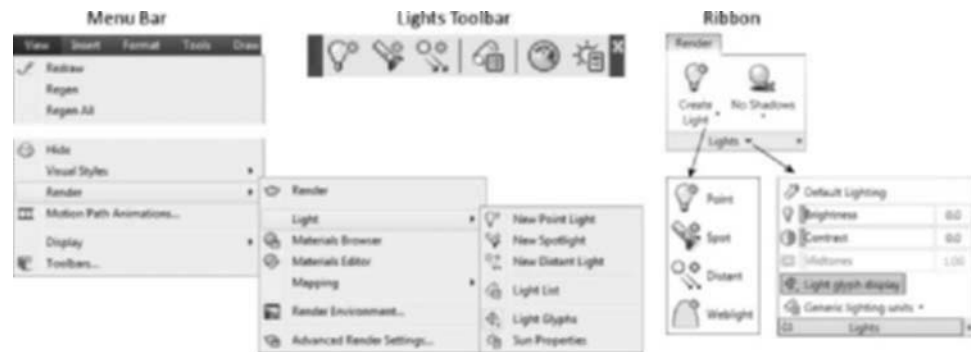 Menu Bar
View Insert Format Tools Draw
Redraw
Regen
Regen All
Hide
Visual Styles
Render
Motion Path Animations...
Display
Toolbars...
Render
Light
Materials Browser
Materials Editor
Mapping
Render Environment...
Advanced Render Settings...
New Point Light
New Spotlight
New Distant Light
Light List
Light Glyphs
Sun Properties
Lights Toolbar
Ribbon
Render
Create Light
No Shadows
Lights
Point
Spot
Distant
Weblight
Default Lighting
Brightness 0.0
Contrast 0.0
Midtones 1.00
Light glyph display
Generic lighting units
Lights